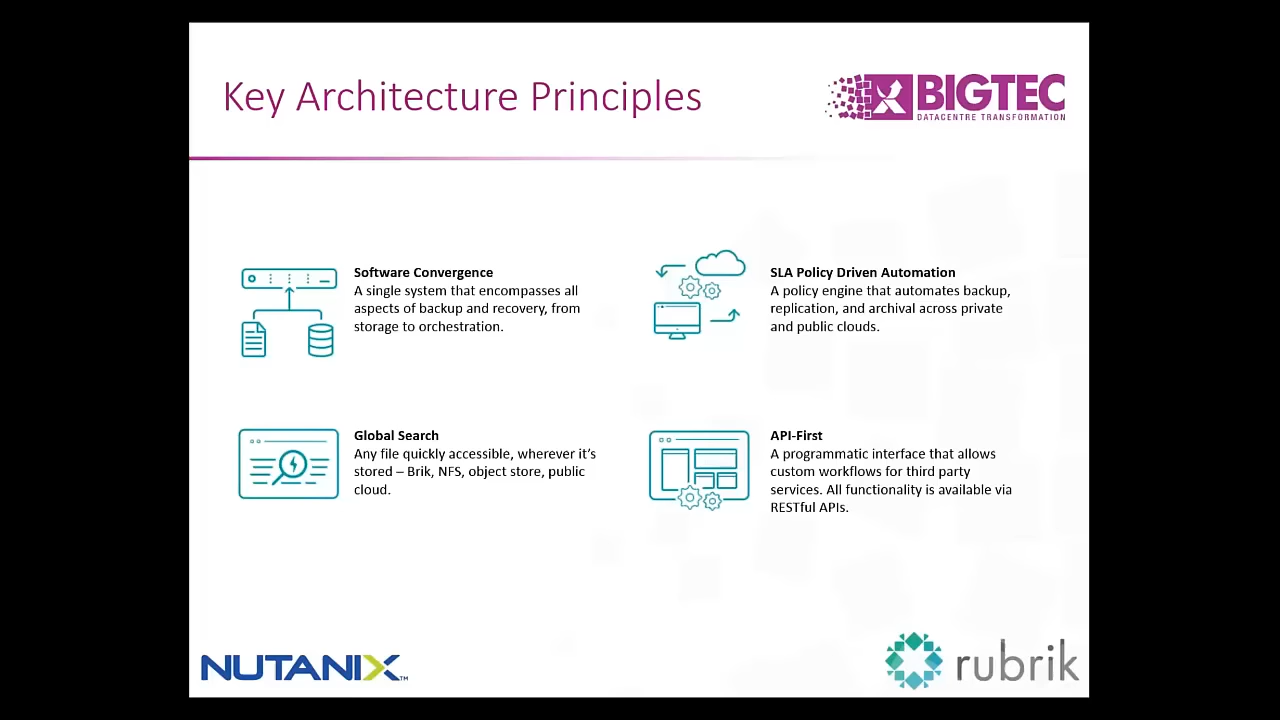 Key Architecture Principles
BIGTEC
DATACENTRE TRANSFORMATION
Software Convergence
A single system that encompasses all
aspects of backup and recovery, from
storage to orchestration.
SLA Policy Driven Automation
A policy engine that automates backup,
replication, and archival across private
and public clouds.
Global Search
Any file quickly accessible, wherever it's
stored – Brik, NFS, object store, public
cloud.
API-First
A programmatic interface that allows
custom workflows for third party
services. All functionality is available via
RESTful APIs.
NUTANIX™
rubrik